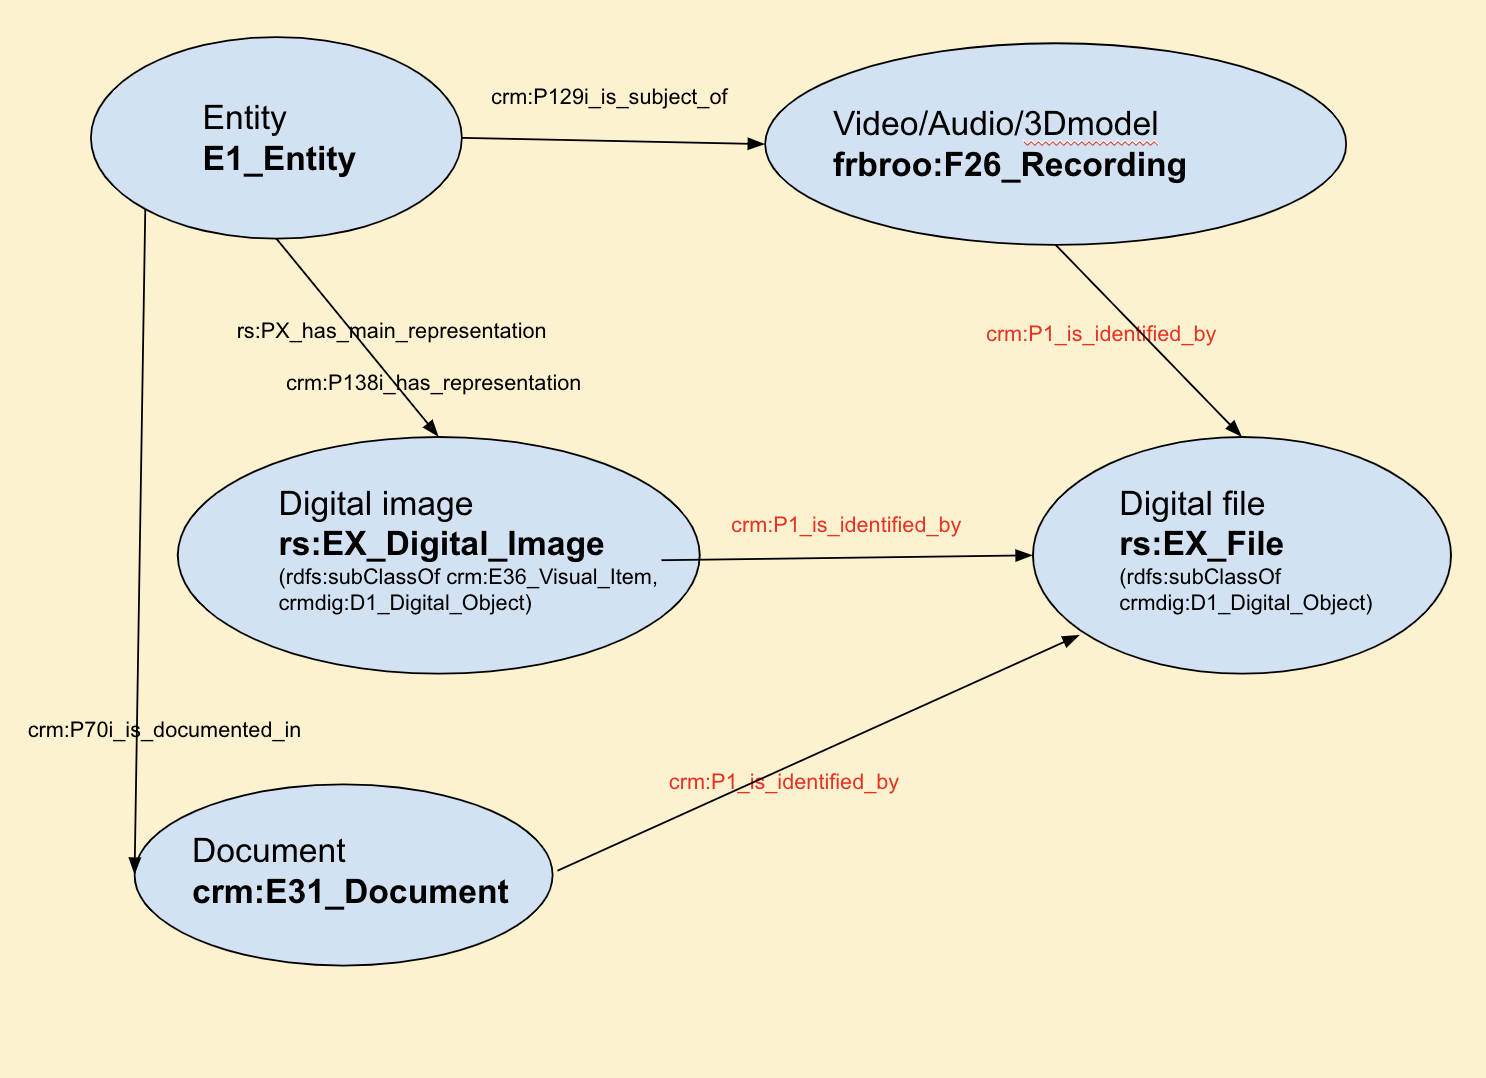 Entity
E1_Entity
crm:P129i_is_subject_of
Video/Audio/3Dmodel
frbroo:F26_Recording
rs:PX_has_main_representation
crm:P138i_has_representation
crm:P1_is_identified_by
Digital image
rs:EX_Digital_Image
(rdfs:subClassOf crm:E36_Visual_Item,
crmdig:D1_Digital_Object)
crm:P1_is_identified_by
Digital file
rs:EX_File
(rdfs:subClassOf
crmdig:D1_Digital_Object)
crm:P70i_is_documented_in
crm:P1_is_identified_by
Document
crm:E31_Document